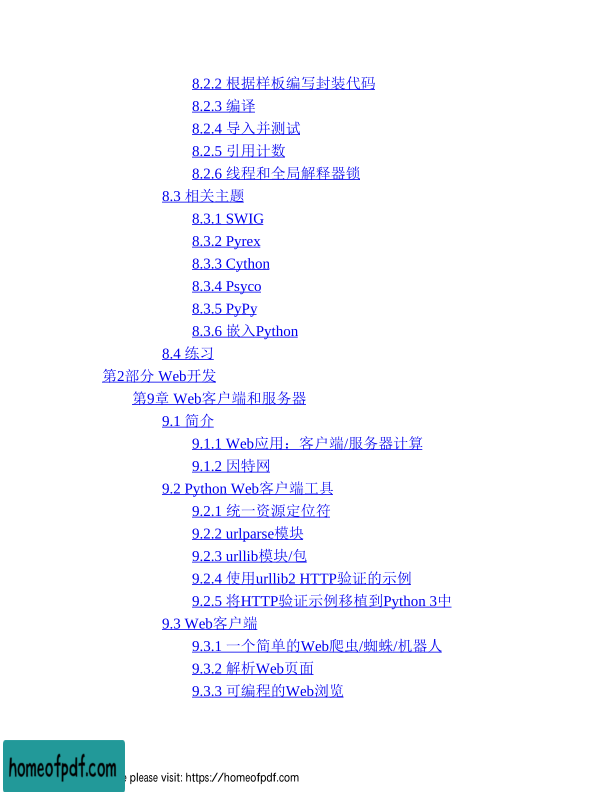 8.2.2 根据样板编写封装代码
8.2.3 编译
8.2.4 导入并测试
8.2.5 引用计数
8.2.6 线程和全局解释器锁
8.3 相关主题
8.3.1 SWIG
8.3.2 Pyrex
8.3.3 Cython
8.3.4 Psyco
8.3.5 PyPy
8.3.6 嵌入Python
8.4 练习
第2部分 Web开发
第9章 Web客户端和服务器
9.1 简介
9.1.1 Web应用：客户端/服务器计算
9.1.2 因特网
9.2 Python Web客户端工具
9.2.1 统一资源定位符
9.2.2 urlparse模块
9.2.3 urllib模块/包
9.2.4 使用urllib2 HTTP验证的示例
9.2.5 将HTTP验证示例移植到Python 3中
9.3 Web客户端
9.3.1 一个简单的Web爬虫/蜘蛛/机器人
9.3.2 解析Web页面
9.3.3 可编程的Web浏览
homeofpdf.com
please visit: https://homeofpdf.com